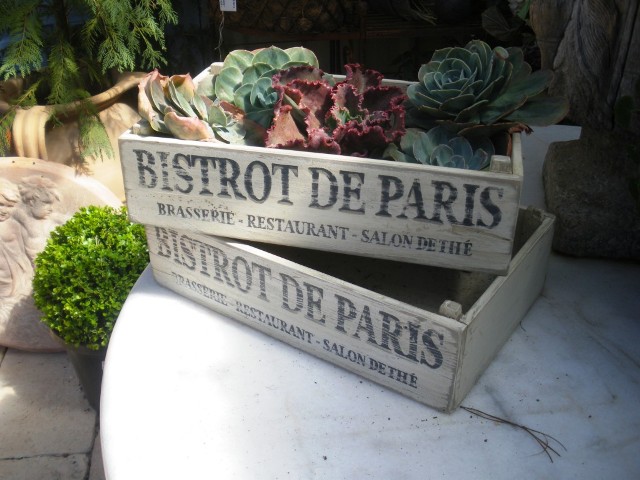 BISTROT DE PARIS
BRASSERIE - RESTAURANT - SALON DE THÉ
BISTROT DE PARIS
BRASSERIE - RESTAURANT - SALON DE THÉ